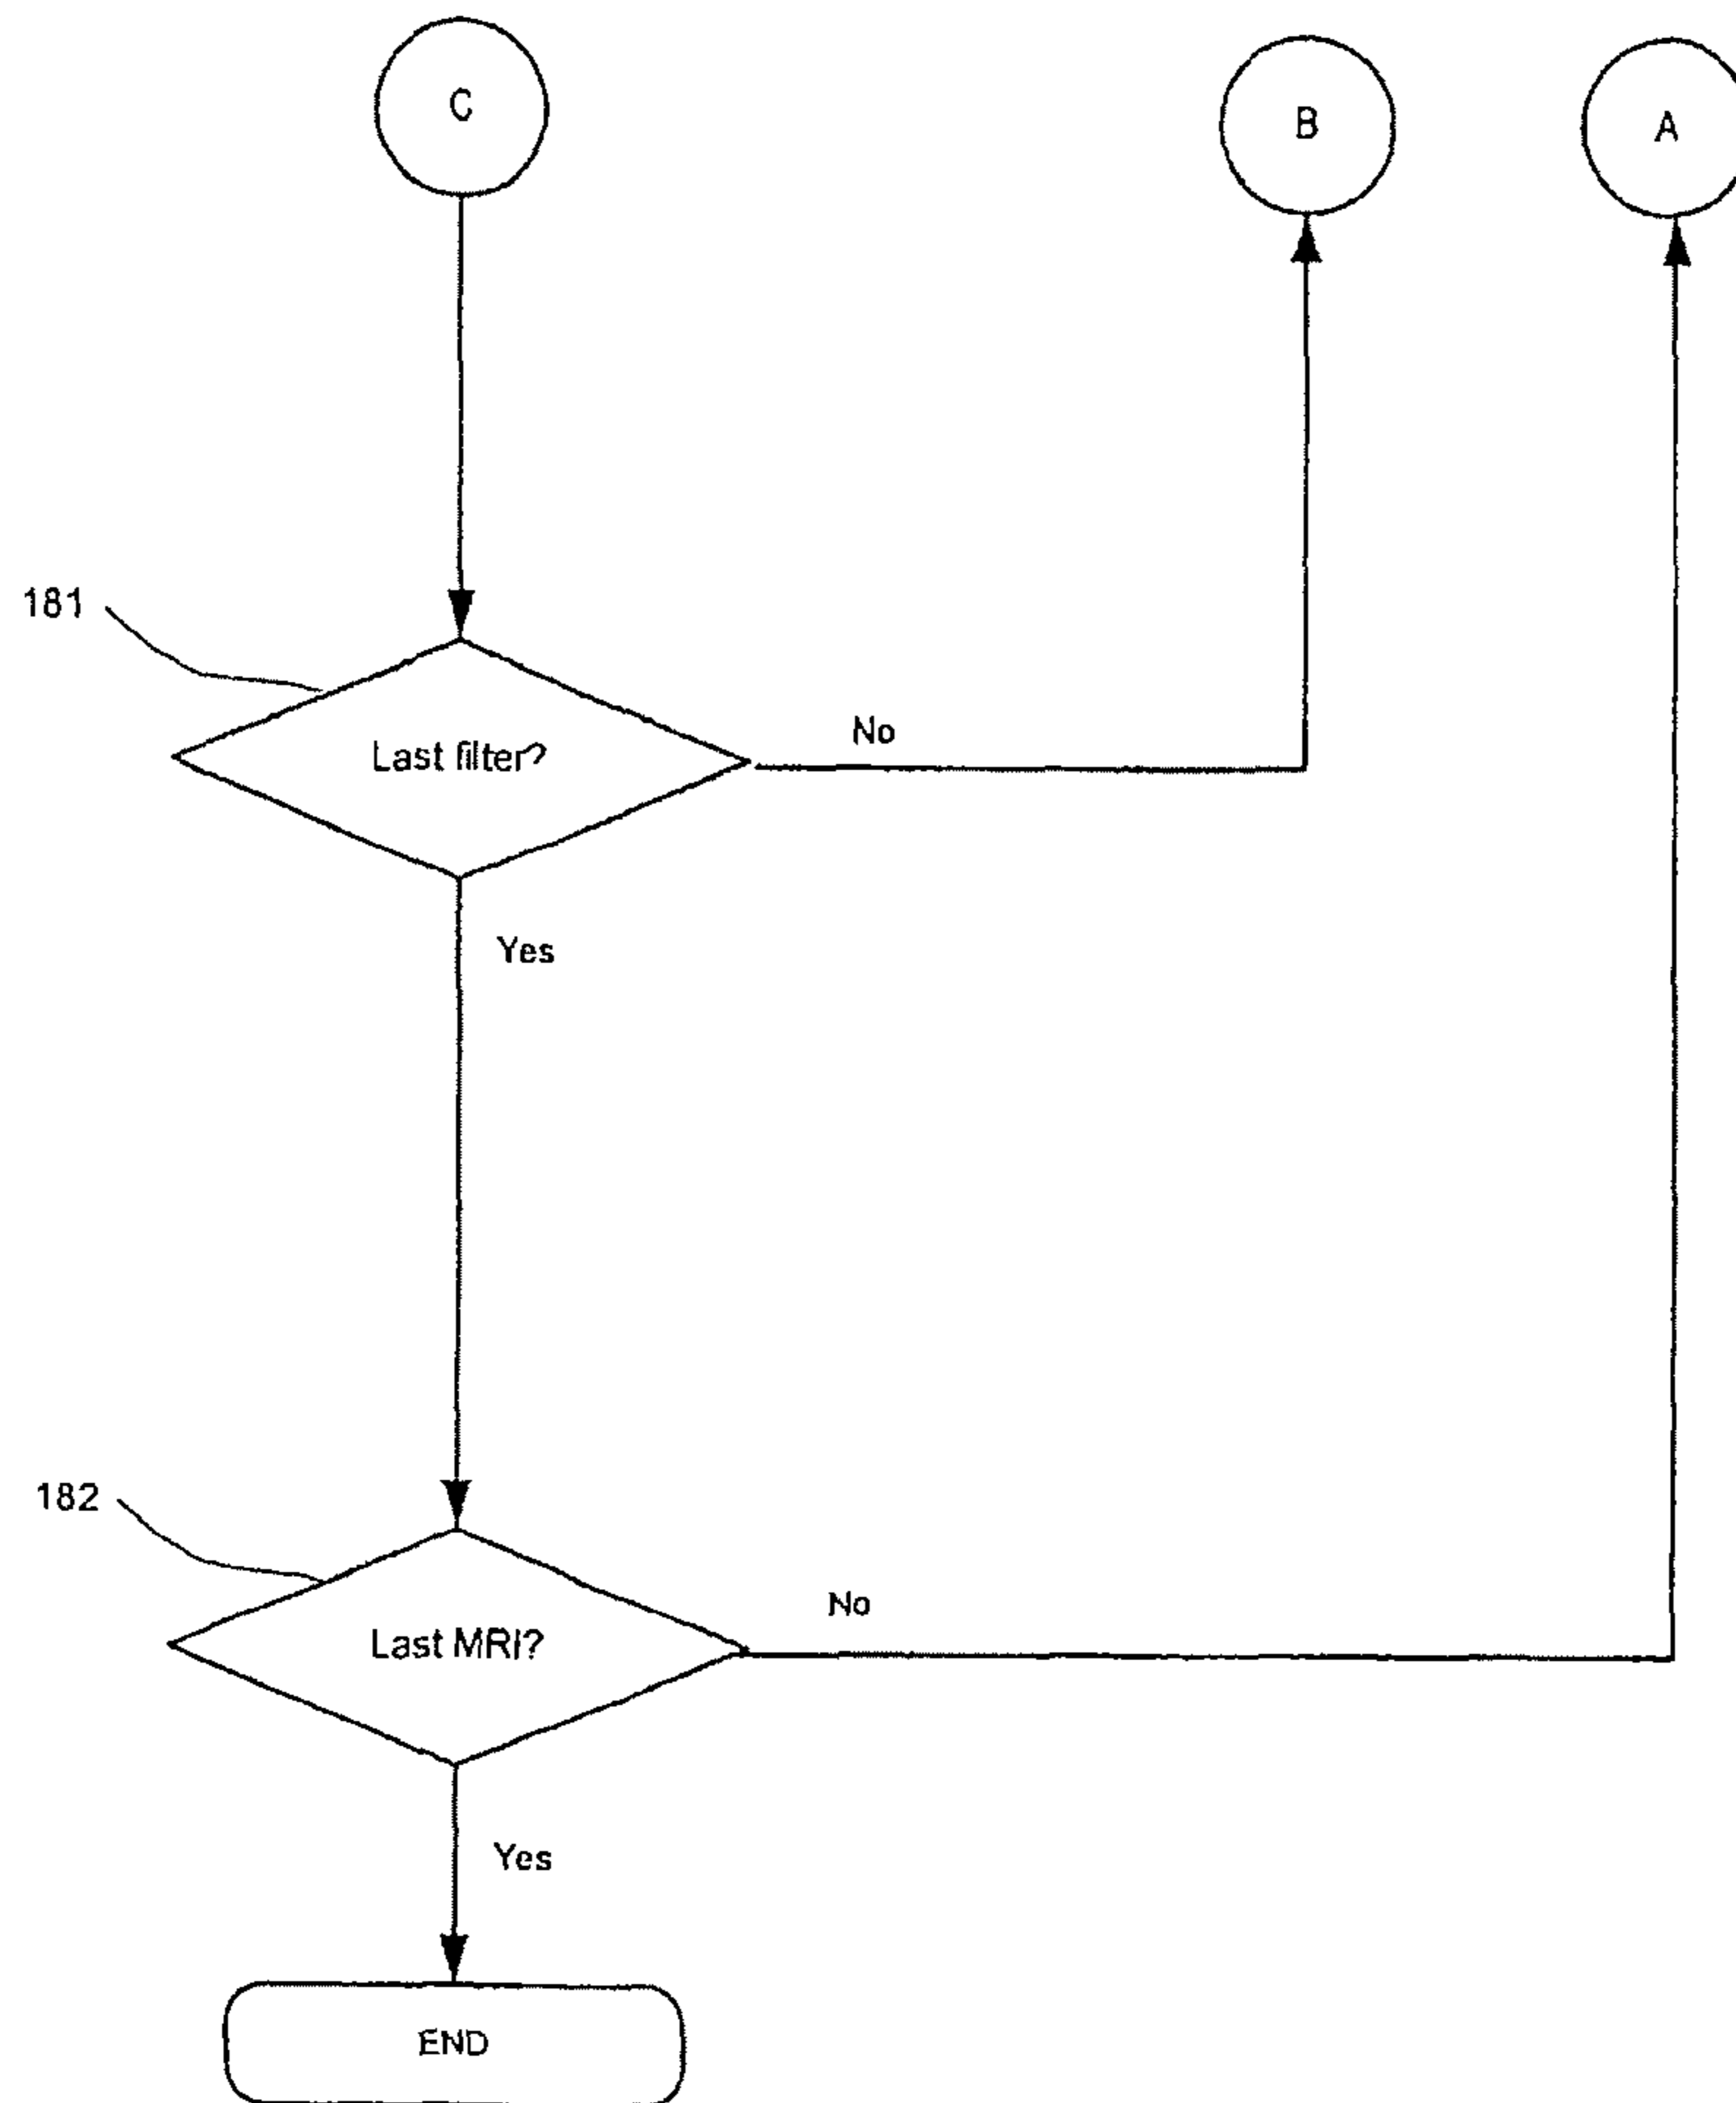 C
B
A
181
Last filter?
No
Yes
182
Last MRI?
No
Yes
END